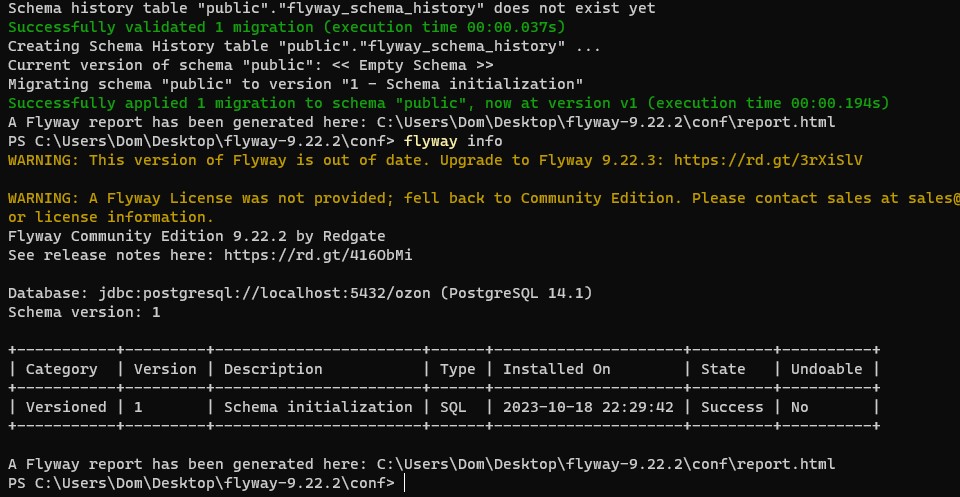 Schema history table "public"."flyway_schema_history" does not exist yet
Successfully validated 1 migration (execution time 00:00.037s)
Creating Schema History table "public"."flyway_schema_history" ...
Current version of schema "public": << Empty Schema >>
Migrating schema "public" to version "1 - Schema initialization"
Successfully applied 1 migration to schema "public", now at version v1 (execution time 00:00.194s)
A Flyway report has been generated here: C:\Users\Dom\Desktop\flyway-9.22.2\conf\report.html
PS C:\Users\Dom\Desktop\flyway-9.22.2\conf> flyway info
WARNING: This version of Flyway is out of date. Upgrade to Flyway 9.22.3: https://rd.gt/3rXiSlV
WARNING: A Flyway License was not provided; fell back to Community Edition. Please contact sales at sales@
or license information.
Flyway Community Edition 9.22.2 by Redgate
See release notes here: https://rd.gt/416ObMi
Database: jdbc:postgresql://localhost:5432/ozon (PostgreSQL 14.1)
Schema version: 1
+-----------+---------+-----------------------+------+---------------------+---------+----------+
| Category  | Version | Description           | Type | Installed On        | State   | Undoable |
+-----------+---------+-----------------------+------+---------------------+---------+----------+
| Versioned | 1       | Schema initialization | SQL  | 2023-10-18 22:29:42 | Success | No       |
+-----------+---------+-----------------------+------+---------------------+---------+----------+
A Flyway report has been generated here: C:\Users\Dom\Desktop\flyway-9.22.2\conf\report.html
PS C:\Users\Dom\Desktop\flyway-9.22.2\conf>